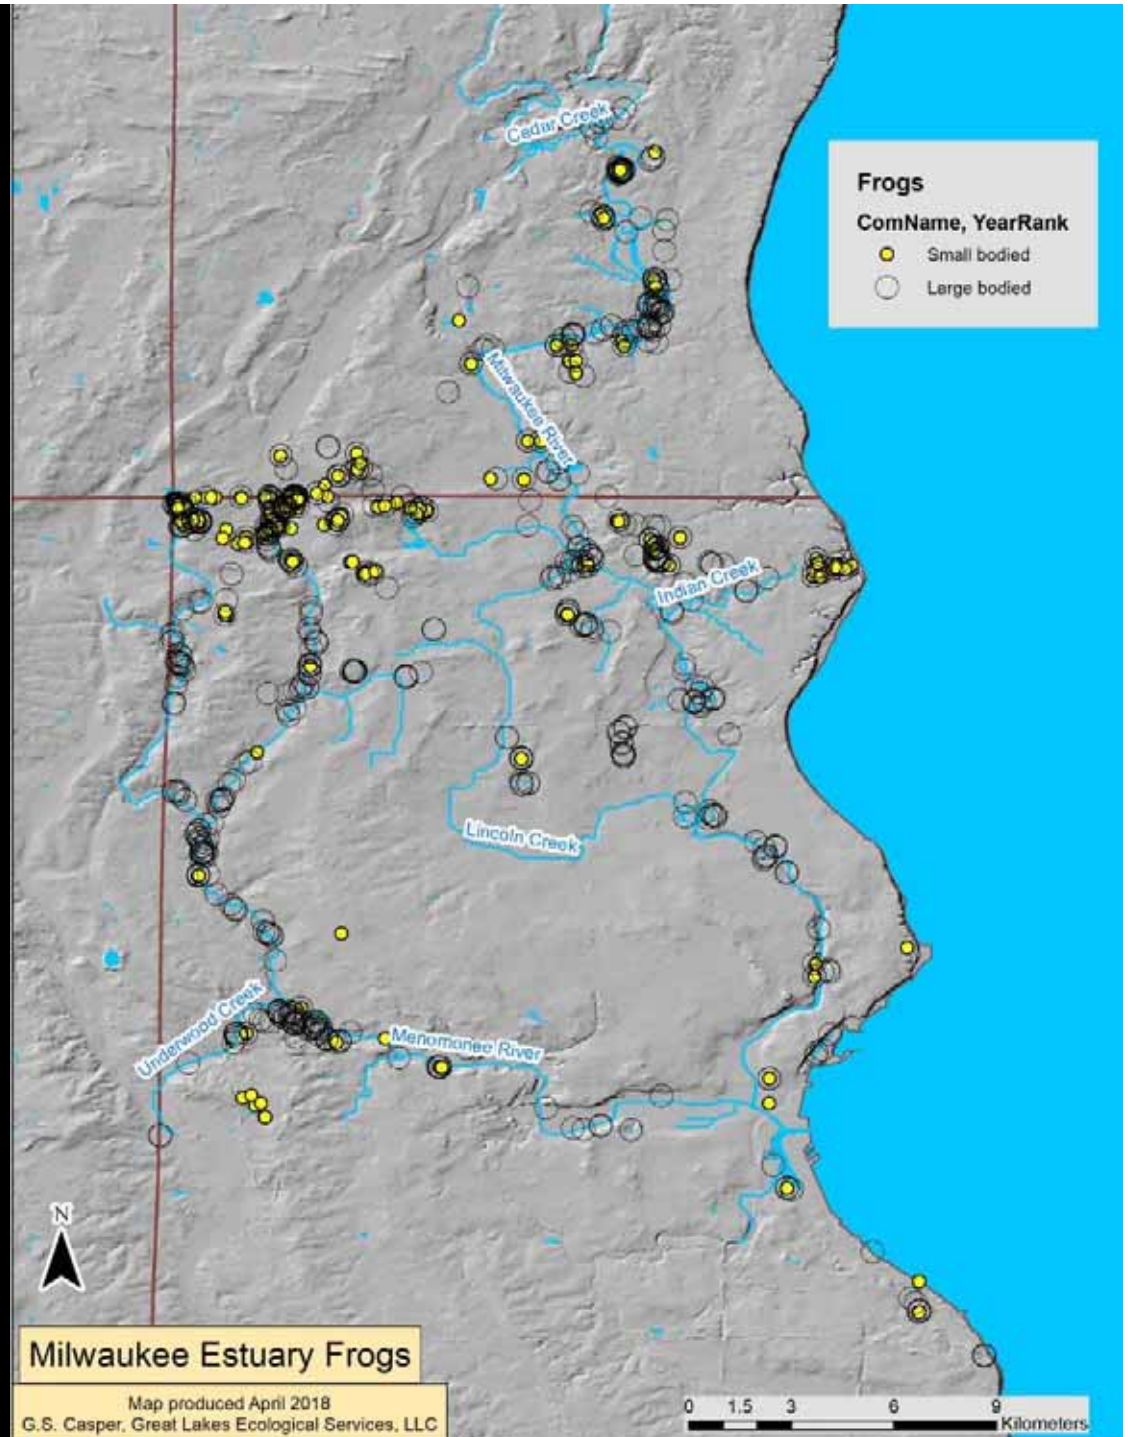 Cedar Creek
Frogs
ComName, YearRank
Small bodied
Large bodied
Milwaukee River
Indian Creek
Lincoln Creek
Underwood Creek
Menomonee River
N
Milwaukee Estuary Frogs
Map produced April 2018
G.S. Casper, Great Lakes Ecological Services, LLC
0 1.5 3 6 9
Kilometers